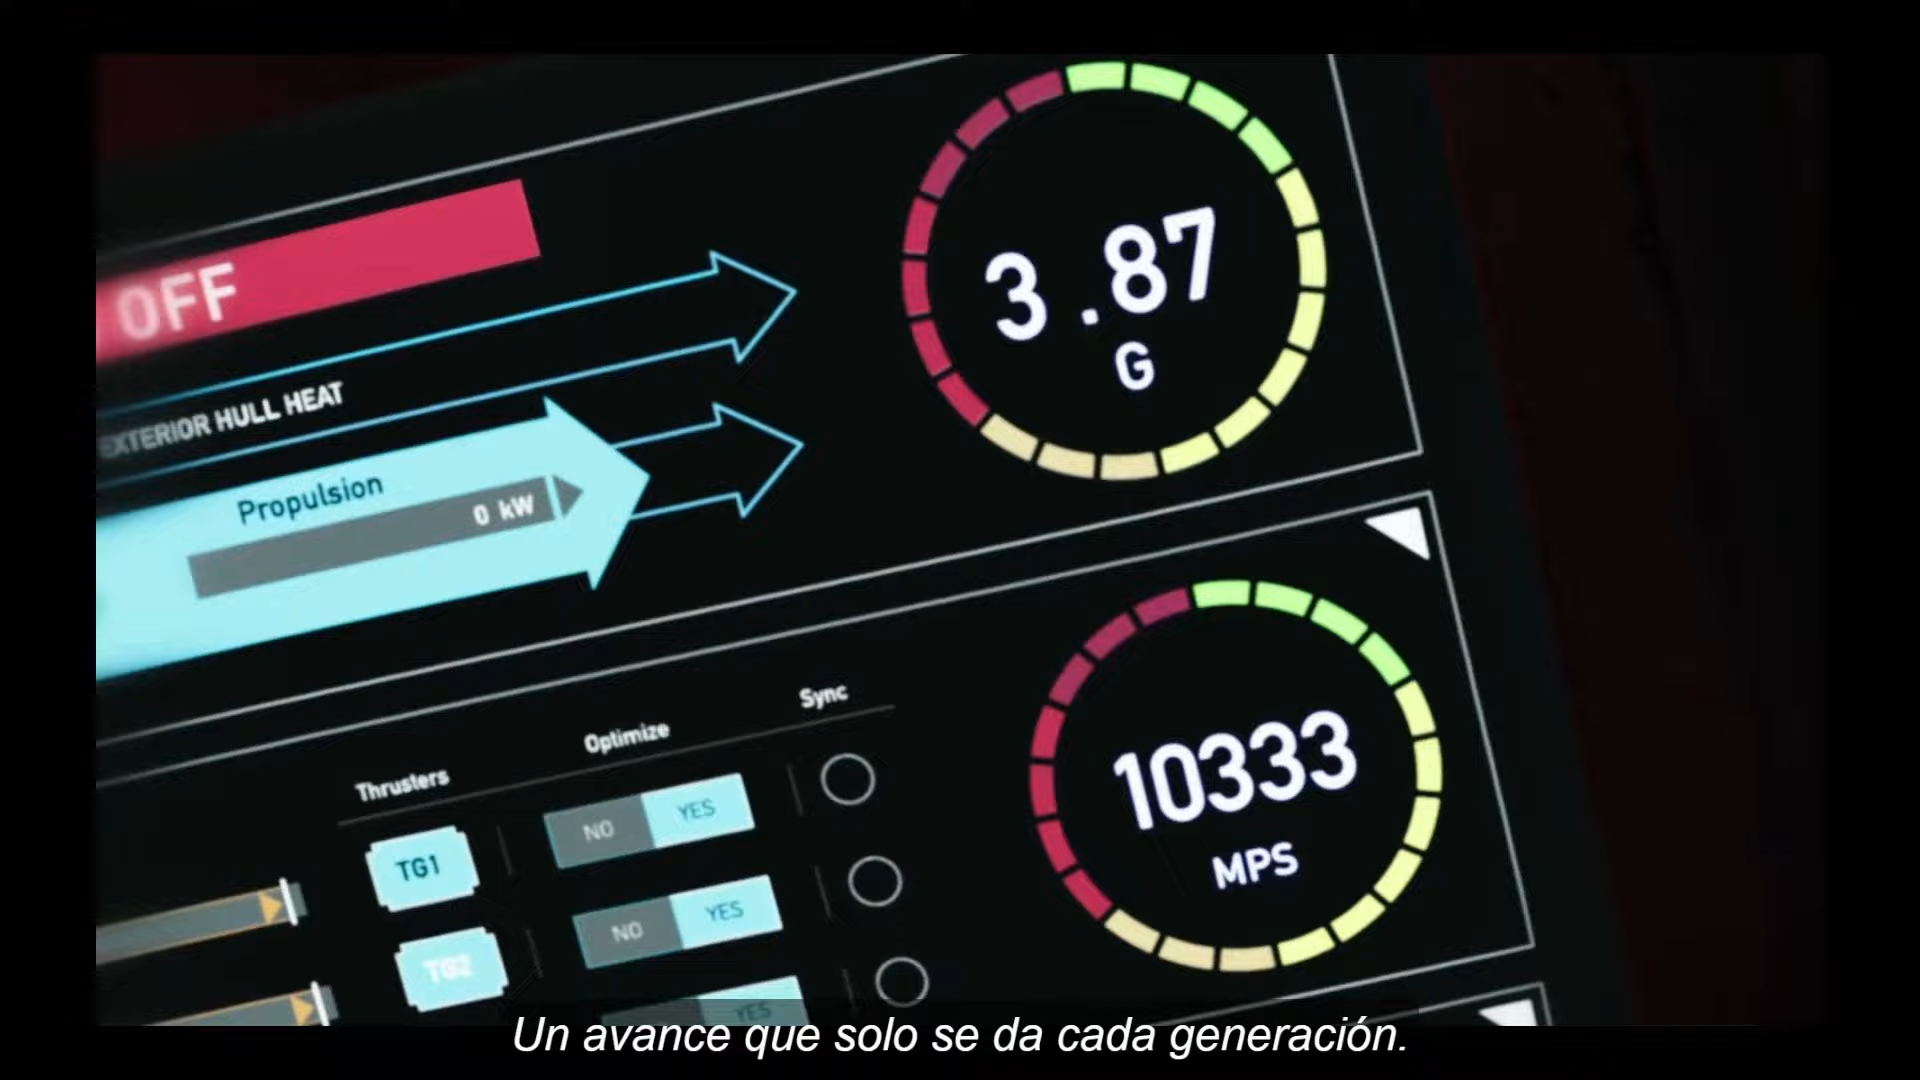 OFF
3.87
G
EXTERIOR HULL HEAT
Propulsion
0 kW
Sync
Optimize
Thrusters
TG1
NO YES
10333
MPS
TG2
NO YES
YES
Un avance que solo se da cada generación.